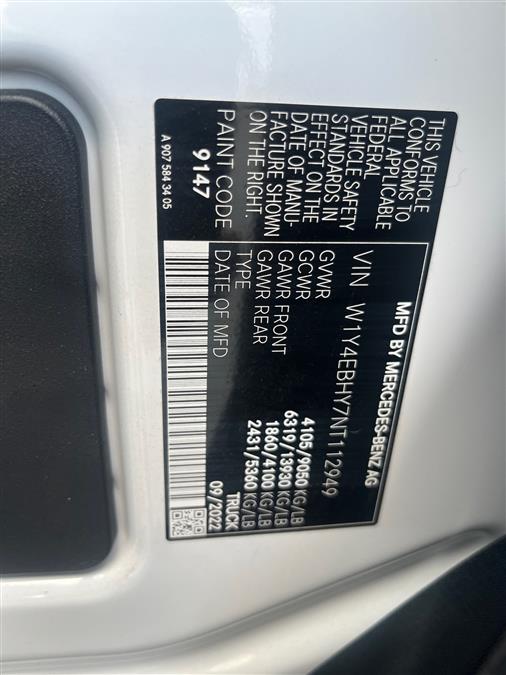 THIS VEHICLE
CONFORMS TO
ALL APPLICABLE
FEDERAL
VEHICLE SAFETY
STANDARDS IN
EFFECT ON THE
DATE OF MANU-
FACTURE SHOWN
ON THE RIGHT.
PAINT CODE
9147
A 907 584 34 05
MFD BY MERCEDES-BENZ AG
VIN W1Y4EBHY7NT112949
GVWR 4105/9050 KG/LB
GCWR 6319/13930 KG/LB
GAWR FRONT 1860/4100 KG/LB
GAWR REAR 2431/5360 KG/LB
TYPE TRUCK
DATE OF MFD 09/2022